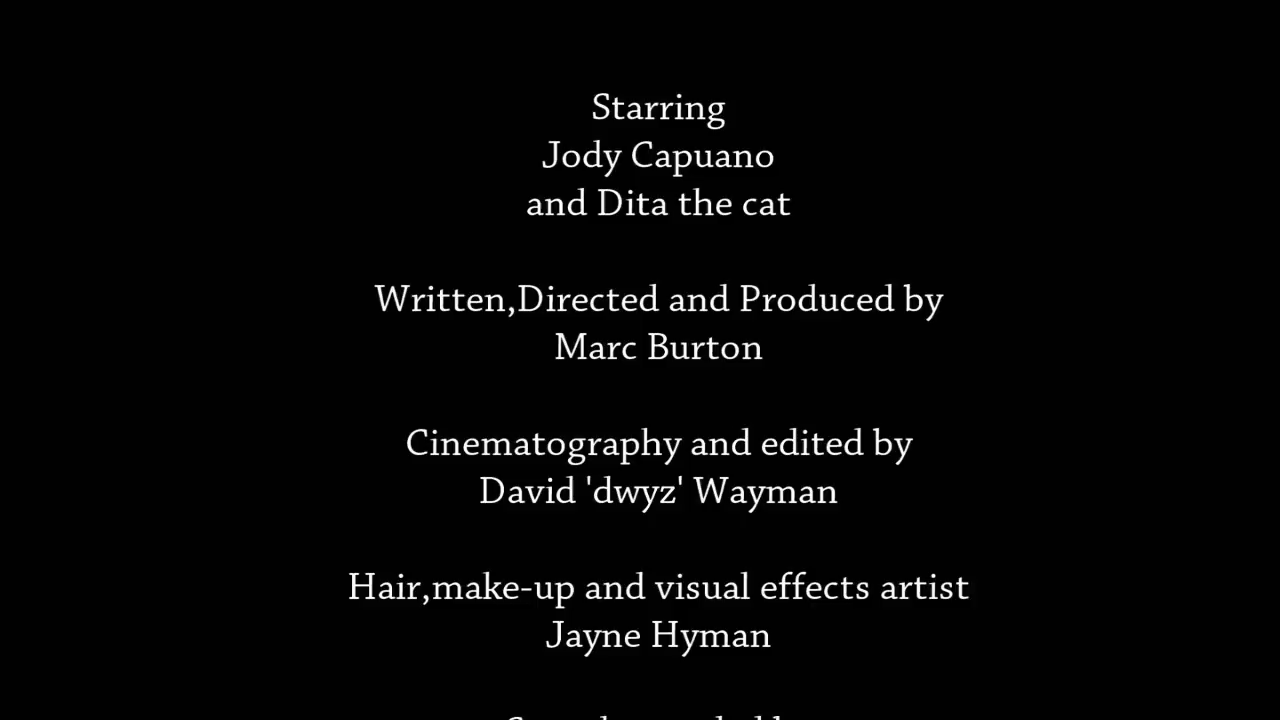 Starring
Jody Capuano
and Dita the cat
Written,Directed and Produced by
Marc Burton
Cinematography and edited by
David 'dwyz' Wayman
Hair,make-up and visual effects artist
Jayne Hyman